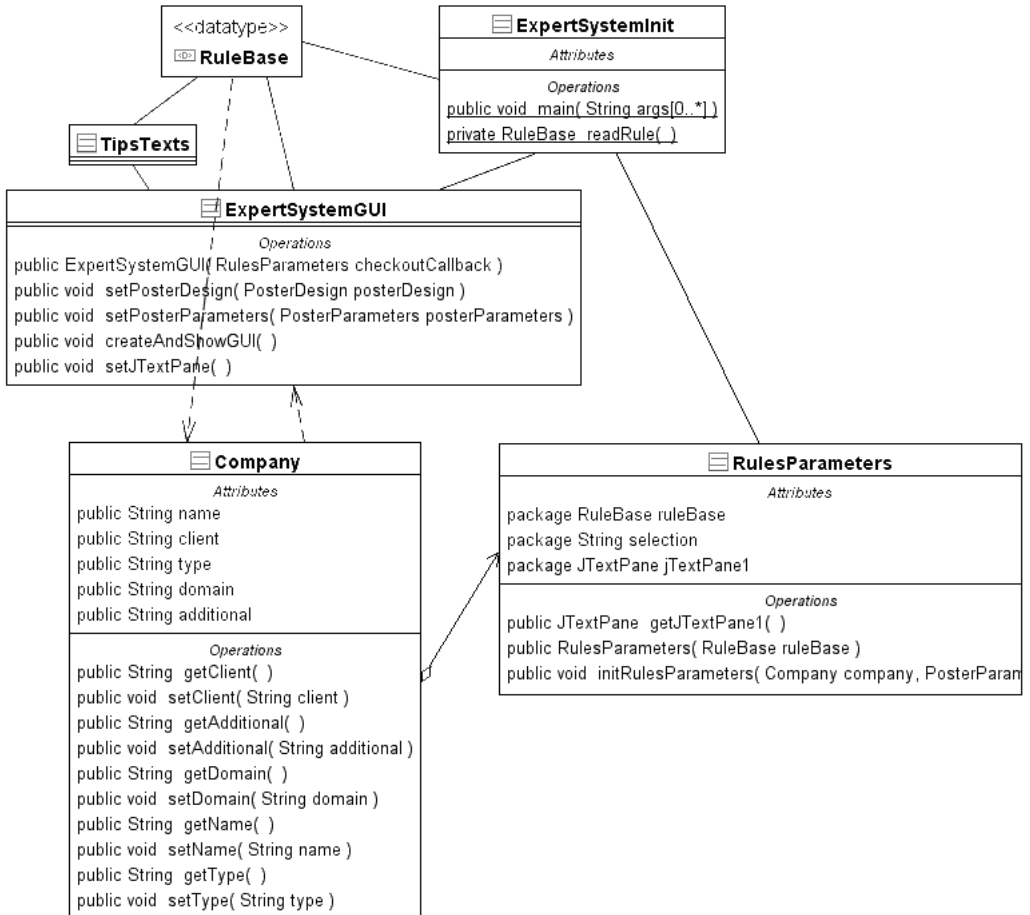 <<datatype>>
RuleBase
ExpertSystemInit
Attributes
Operations
public void main( String args[0..*] )
private RuleBase readRule( )
TipsTexts
ExpertSystemGUI
Operations
public ExpertSystemGUI( RulesParameters checkoutCallback )
public void setPosterDesign( PosterDesign posterDesign )
public void setPosterParameters( PosterParameters posterParameters )
public void createAndShowGUI( )
public void setJTextPane( )
Company
Attributes
public String name
public String client
public String type
public String domain
public String additional
Operations
public String getClient( )
public void setClient( String client )
public String getAdditional( )
public void setAdditional( String additional )
public String getDomain( )
public void setDomain( String domain )
public String getName( )
public void setName( String name )
public String getType( )
public void setType( String type )
RulesParameters
Attributes
package RuleBase ruleBase
package String selection
package JTextPane jTextPane1
Operations
public JTextPane getJTextPane1( )
public RulesParameters( RuleBase ruleBase )
public void initRulesParameters( Company company, PosterParam